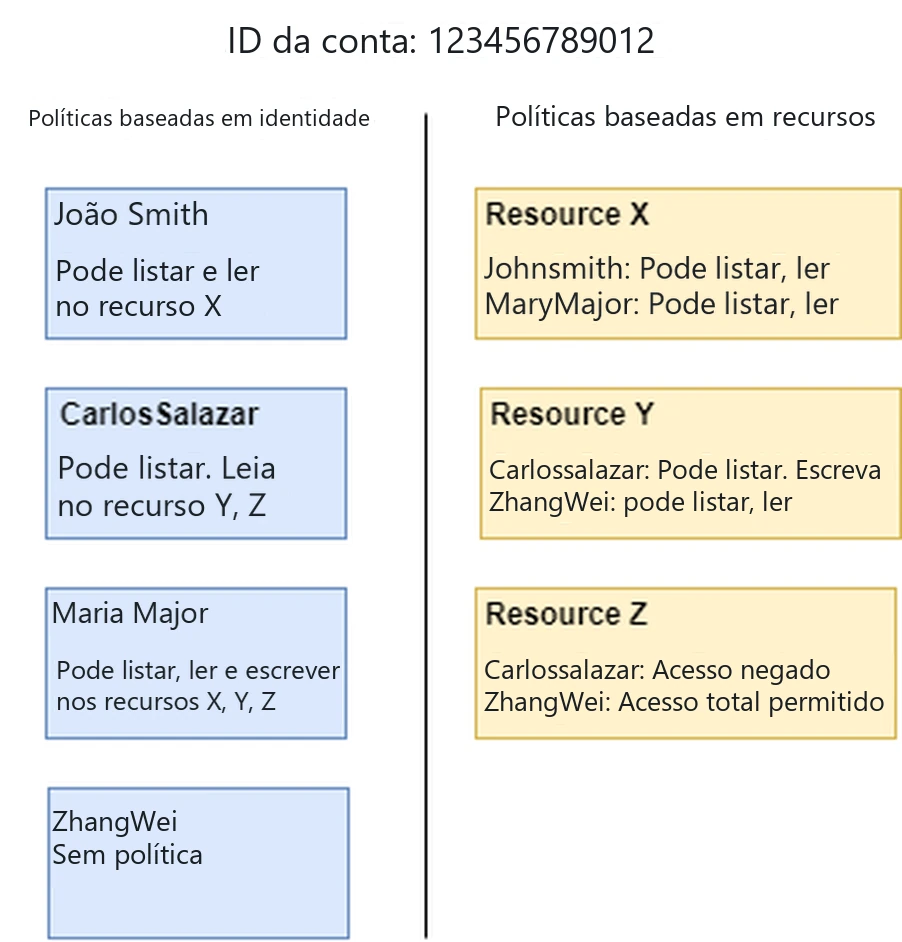 ID da conta: 123456789012
Políticas baseadas em identidade
João Smith
Pode listar e ler
no recurso X
CarlosSalazar
Pode listar. Leia
no recurso Y, Z
Maria Major
Pode listar, ler e escrever
nos recursos X, Y, Z
ZhangWei
Sem política
Políticas baseadas em recursos
Resource X
Johnsmith: Pode listar, ler
MaryMajor: Pode listar, ler
Resource Y
Carlossalazar: Pode listar. Escreva
ZhangWei: pode listar, ler
Resource Z
Carlossalazar: Acesso negado
ZhangWei: Acesso total permitido